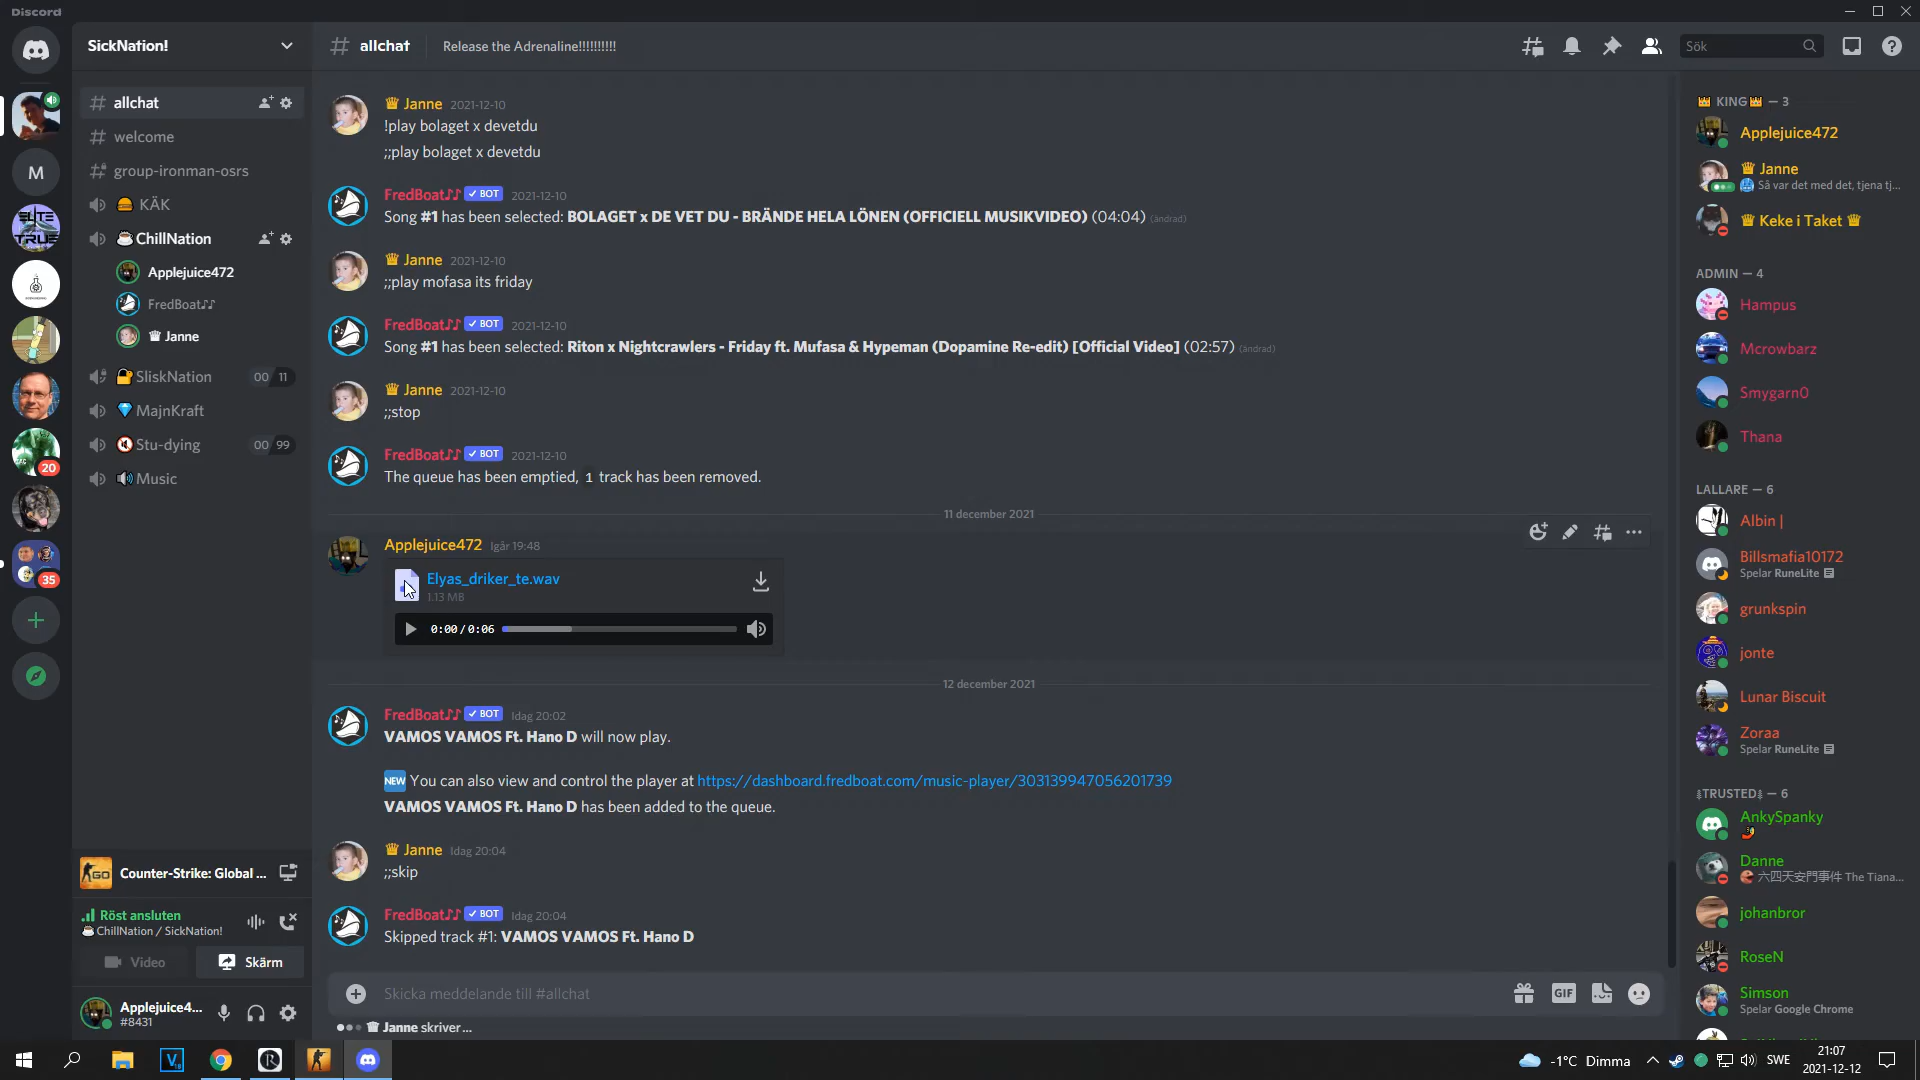 Discord
SickNation!
allchat
welcome
group-ironman-osrs
KÄK
ChillNation
Applejuice472
FredBoat♪♪
Janne
SliskNation 00 11
MajnKraft
Stu-dying 00 99
Music
M
ELITE
TRUE
20
35
Counter-Strike: Global ...
Röst ansluten
ChillNation / SickNation!
Video
Skärm
Applejuice4...
#8431
allchat
Release the Adrenaline!!!!!!!!!!
Sök
Janne 2021-12-10
!play bolaget x devetdu
;;play bolaget x devetdu
FredBoat♪♪ ✓ BOT 2021-12-10
Song #1 has been selected: BOLAGET x DE VET DU - BRÄNDE HELA LÖNEN (OFFICIELL MUSIKVIDEO) (04:04) (ändrad)
Janne 2021-12-10
;;play mofasa its friday
FredBoat♪♪ ✓ BOT 2021-12-10
Song #1 has been selected: Riton x Nightcrawlers - Friday ft. Mufasa & Hypeman (Dopamine Re-edit) [Official Video] (02:57) (ändrad)
Janne 2021-12-10
;;stop
FredBoat♪♪ ✓ BOT 2021-12-10
The queue has been emptied, 1 track has been removed.
11 december 2021
Applejuice472 Igår 19:48
Elyas_driker_te.wav
1.13 MB
0:00/0:06
12 december 2021
FredBoat♪♪ ✓ BOT Idag 20:02
VAMOS VAMOS Ft. Hano D will now play.
NEW You can also view and control the player at https://dashboard.fredboat.com/music-player/303139947056201739
VAMOS VAMOS Ft. Hano D has been added to the queue.
Janne Idag 20:04
;;skip
FredBoat♪♪ ✓ BOT Idag 20:04
Skipped track #1: VAMOS VAMOS Ft. Hano D
Skicka meddelande till #allchat
GIF
Janne skriver...
KING — 3
Applejuice472
Janne
Så var det med det, tjena tj...
Keke i Taket
ADMIN — 4
Hampus
Mcrowbarz
Smygarn0
Thana
LALLARE — 6
Albin |
Billsmafia10172
Spelar RuneLite
grunkspin
jonte
Lunar Biscuit
Zoraa
Spelar RuneLite
TRUSTED — 6
AnkySpanky
Danne
六四天安門事件 The Tiana...
johanbror
RoseN
Simson
Spelar Google Chrome
-1°C Dimma
SWE
21:07
2021-12-12